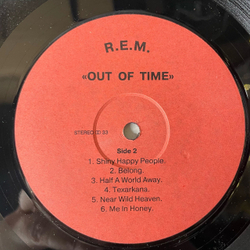 R.E.M.
«OUT OF TIME»
STEREO
Side 2
1. Shiny Happy People.
2. Belong.
3. Half A World Away.
4. Texarkana.
5. Near Wild Heaven.
6. Me In Honey.